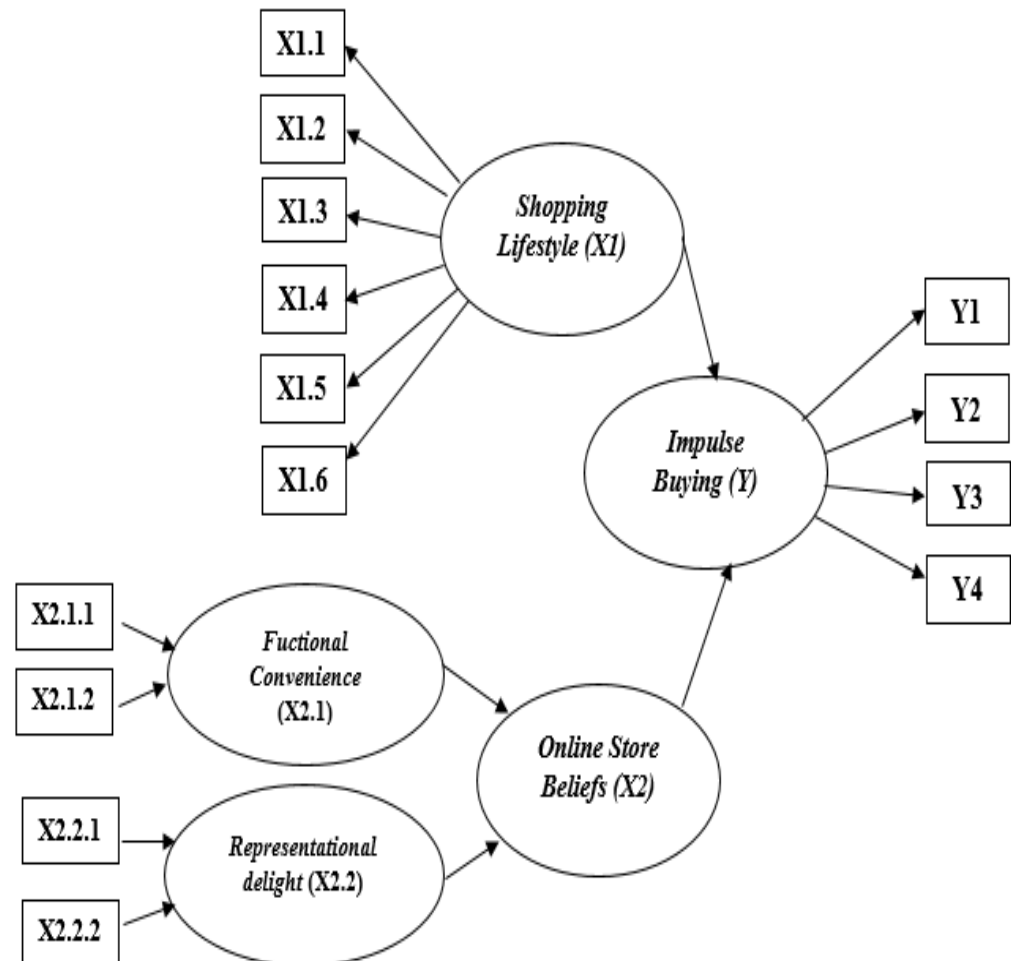 X1.1
X1.2
X1.3
X1.4
X1.5
X1.6
Shopping
Lifestyle (X1)
Impulse
Buying (Y)
Y1
Y2
Y3
Y4
X2.1.1
X2.1.2
Fuctional
Convenience
(X2.1)
Online Store
Beliefs (X2)
X2.2.1
X2.2.2
Representational
delight (X2.2)